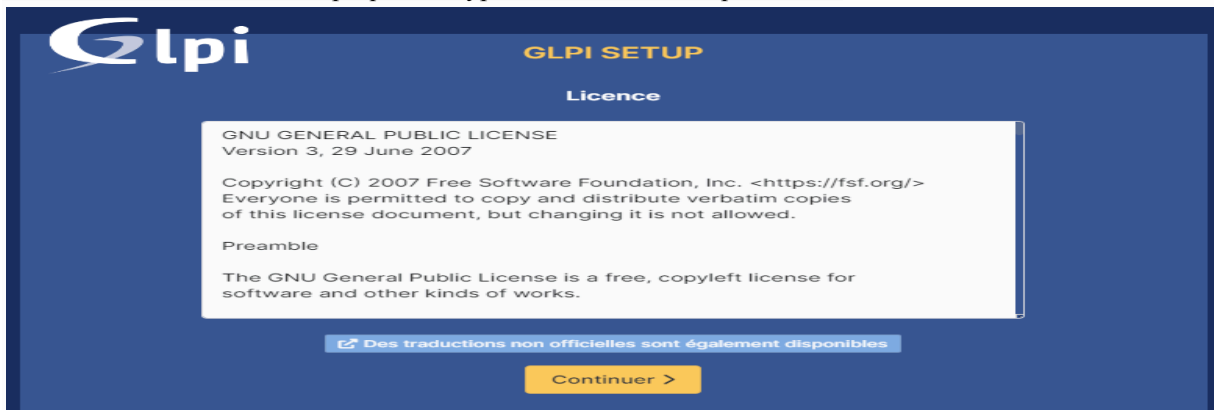 Glpi
GLPI SETUP
Licence
GNU GENERAL PUBLIC LICENSE
Version 3, 29 June 2007
Copyright (C) 2007 Free Software Foundation, Inc. <https://fsf.org/>
Everyone is permitted to copy and distribute verbatim copies
of this license document, but changing it is not allowed.
Preamble
The GNU General Public License is a free, copyleft license for
software and other kinds of works.
Des traductions non officielles sont également disponibles
Continuer >